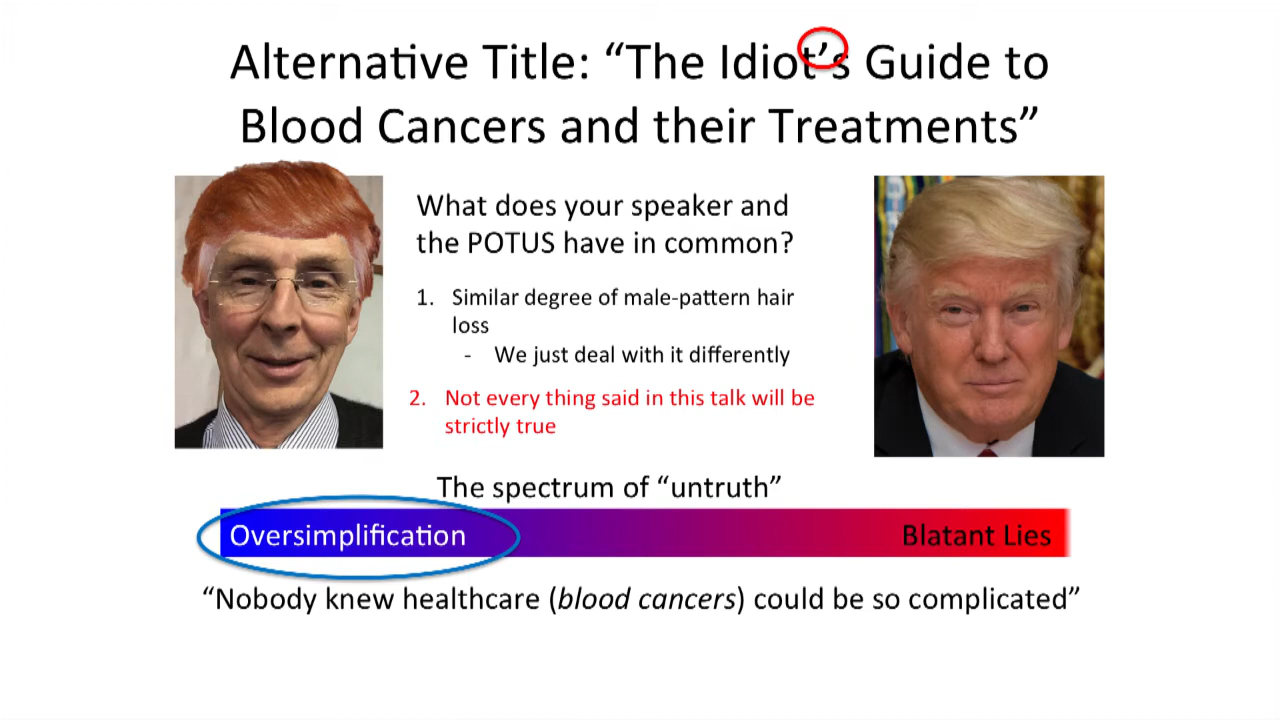 Alternative Title: “The Idiot’s Guide to
Blood Cancers and their Treatments”
What does your speaker and
the POTUS have in common?
1. Similar degree of male-pattern hair
loss
- We just deal with it differently
2. Not every thing said in this talk will be
strictly true
The spectrum of “untruth”
Oversimplification
Blatant Lies
“Nobody knew healthcare (blood cancers) could be so complicated”